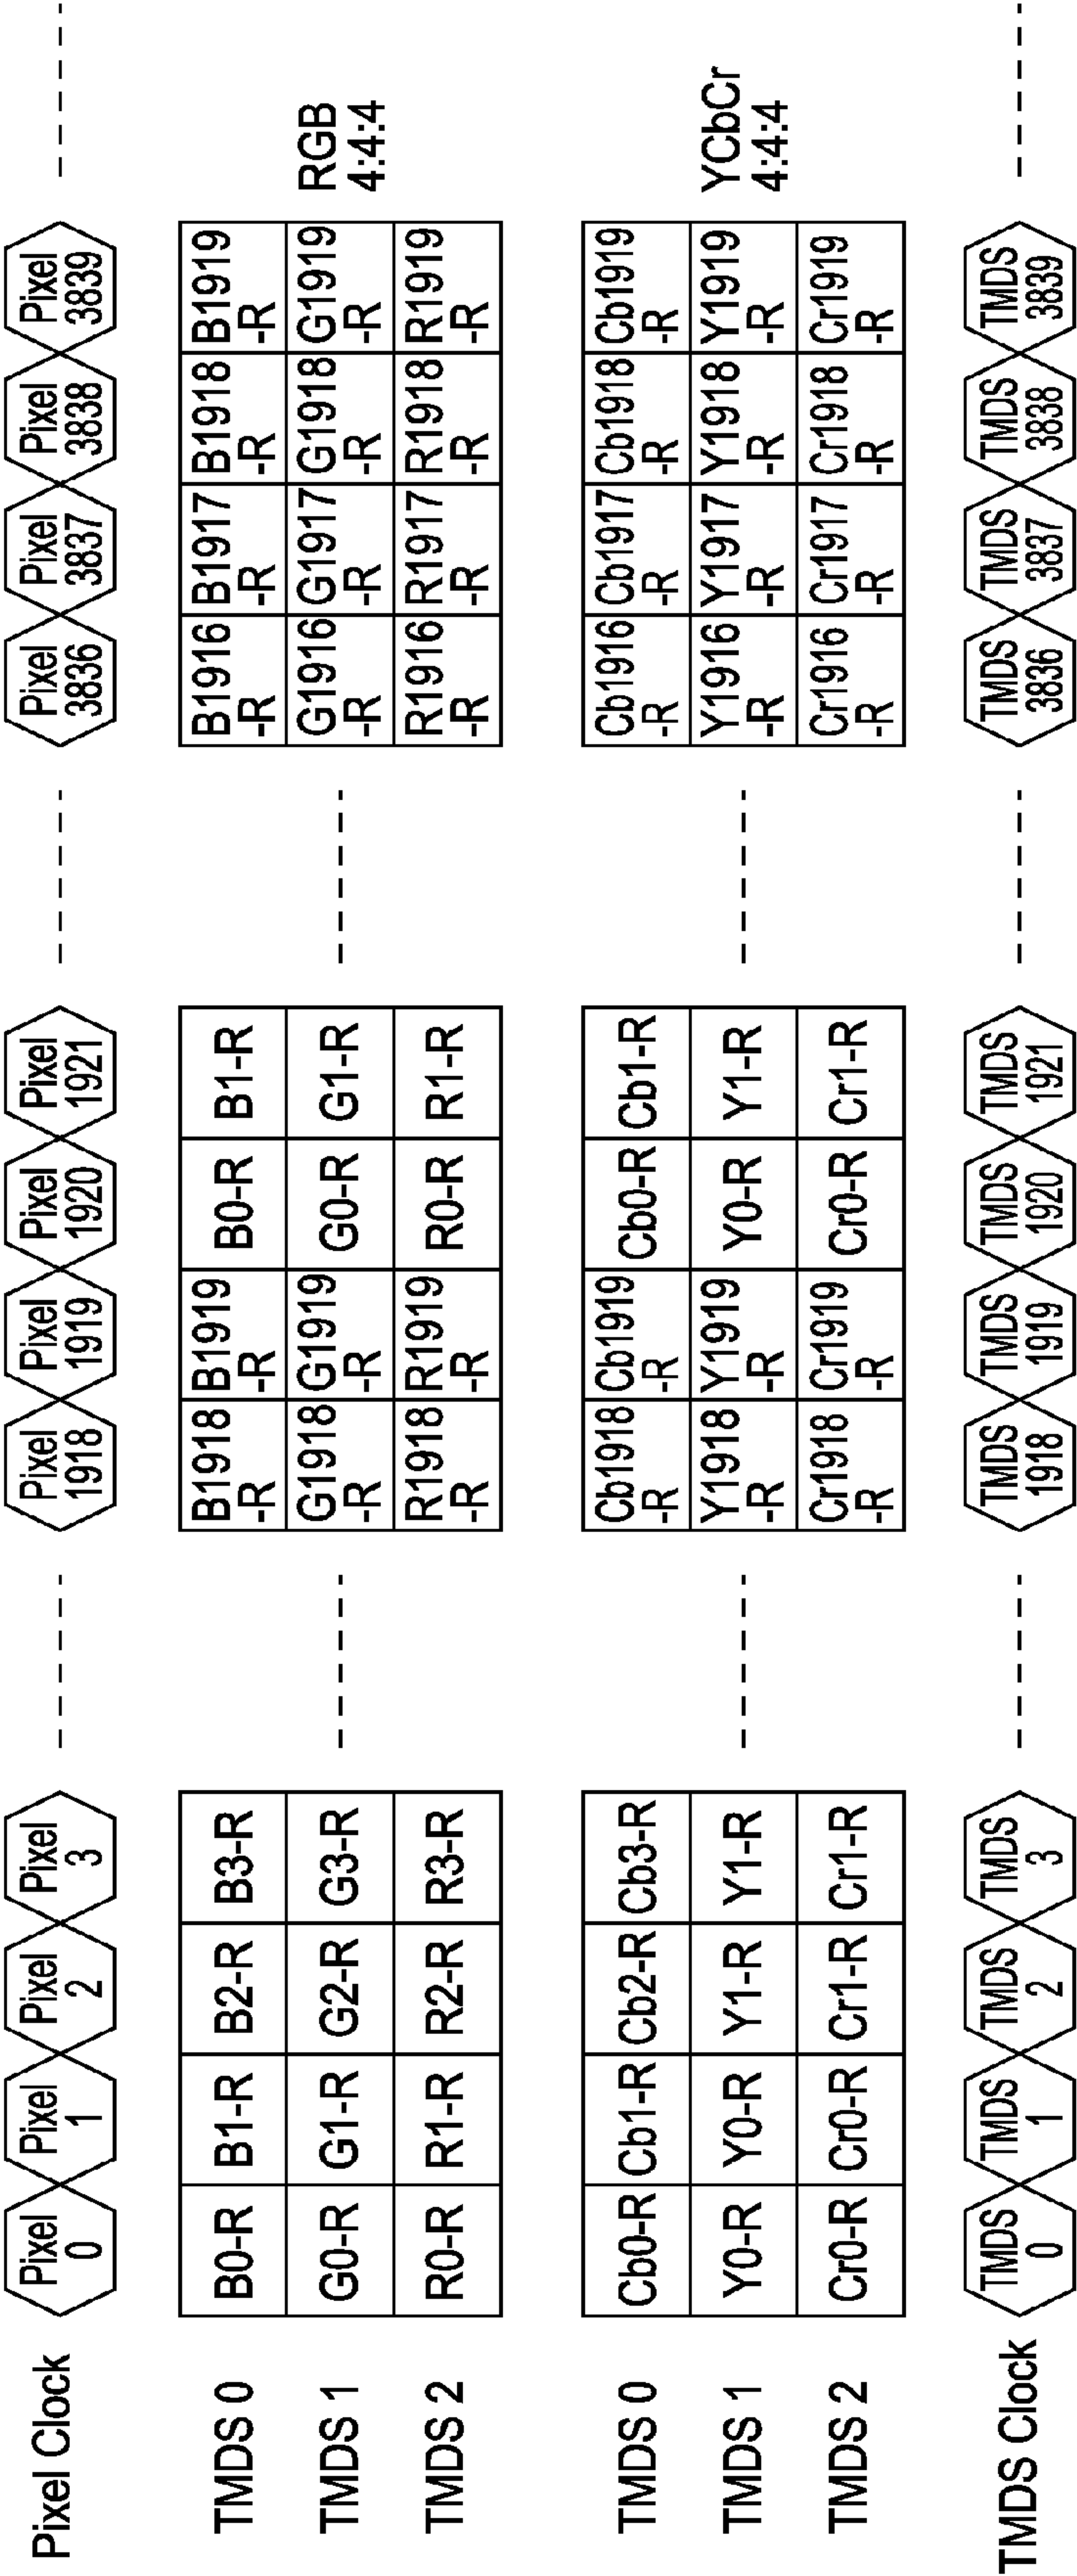 Pixel Clock Pixel 0 Pixel 1 Pixel 2 Pixel 3 Pixel 1918 Pixel 1919 Pixel 1920 Pixel 1921 Pixel 3836 Pixel 3837 Pixel 3838 Pixel 3839
TMDS 0 B0-R B1-R B2-R B3-R B1918-R B1919-R B0-R B1-R B1916-R B1917-R B1918-R B1919-R
TMDS 1 G0-R G1-R G2-R G3-R G1918-R G1919-R G0-R G1-R G1916-R G1917-R G1918-R G1919-R
TMDS 2 R0-R R1-R R2-R R3-R R1918-R R1919-R R0-R R1-R R1916-R R1917-R R1918-R R1919-R
RGB
4:4:4
TMDS 0 Cb0-R Cb1-R Cb2-R Cb3-R Cb1918-R Cb1919-R Cb0-R Cb1-R Cb1916-R Cb1917-R Cb1918-R Cb1919-R
TMDS 1 Y0-R Y0-R Y1-R Y1-R Y1918-R Y1919-R Y0-R Y1-R Y1916-R Y1917-R Y1918-R Y1919-R
TMDS 2 Cr0-R Cr0-R Cr1-R Cr1-R Cr1918-R Cr1919-R Cr0-R Cr1-R Cr1916-R Cr1917-R Cr1918-R Cr1919-R
YCbCr
4:4:4
TMDS Clock TMDS 0 TMDS 1 TMDS 2 TMDS 3 TMDS 1918 TMDS 1919 TMDS 1920 TMDS 1921 TMDS 3836 TMDS 3837 TMDS 3838 TMDS 3839